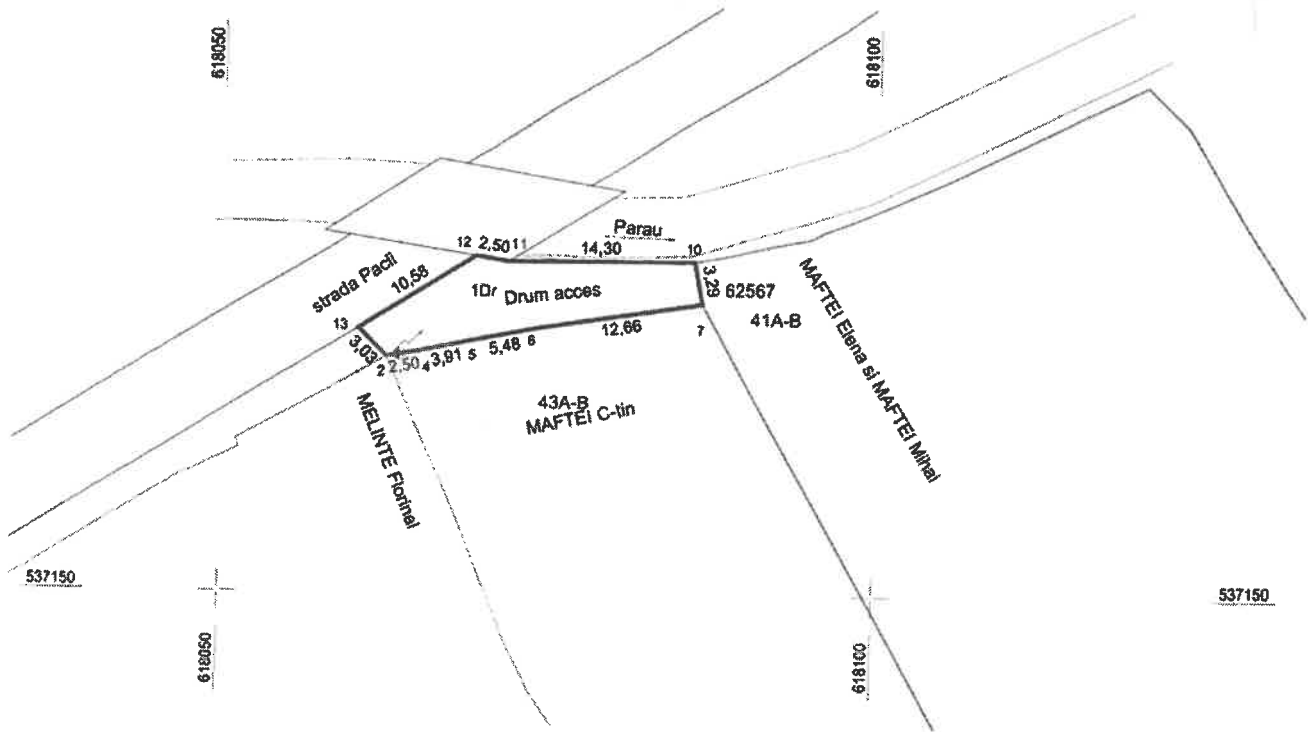 618050
618100
Parau
12 2,50 11 14,30 10
strada Pacii
10,58
3,29
62567
1Dr Drum acces
41A-B
13
3,03
12,66
7
2 2,50 4 3,91 5 5,48 6
MAFTEI Elena si MAFTEI Mihai
43A-B
MAFTEI C-tin
MELINTE Florinel
537150
537150
618050
618100